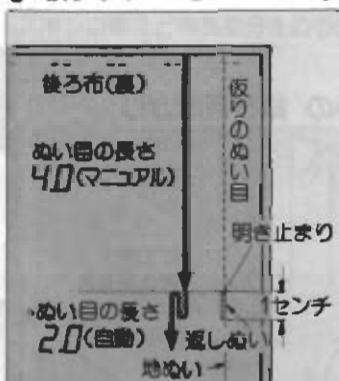 後ろ布(裏)
ぬい目の長さ
4.0(マニュアル)
仮りのぬい目
明き止まり
1センチ
ぬい目の長さ
2.0(自動)
返しぬい
地ぬい